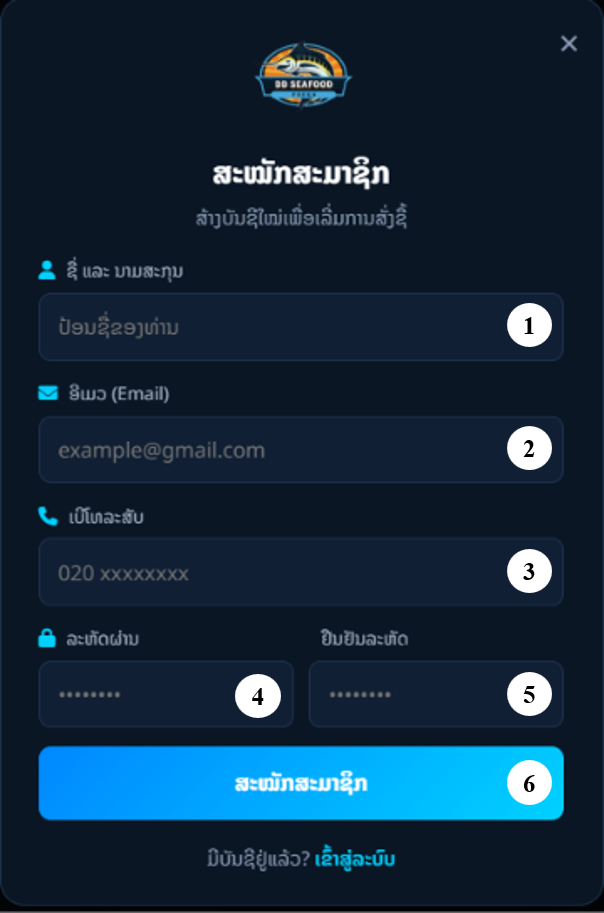 DD SEAFOOD
ສະໝັກສະມາຊິກ
ສ້າງບັນຊີໃໝ່ເພື່ອເລີ່ມການສັ່ງຊື້
ຊື່ ແລະ ນາມສະກຸນ
ປ້ອນຊື່ຂອງທ່ານ 1
ອີເມວ (Email)
example@gmail.com 2
ເບີໂທລະສັບ
020 xxxxxxxx 3
ລະຫັດຜ່ານ ຢືນຢັນລະຫັດ
•••••••• 4 •••••••• 5
ສະໝັກສະມາຊິກ 6
ມີບັນຊີຢູ່ແລ້ວ? ເຂົ້າສູ່ລະບົບ